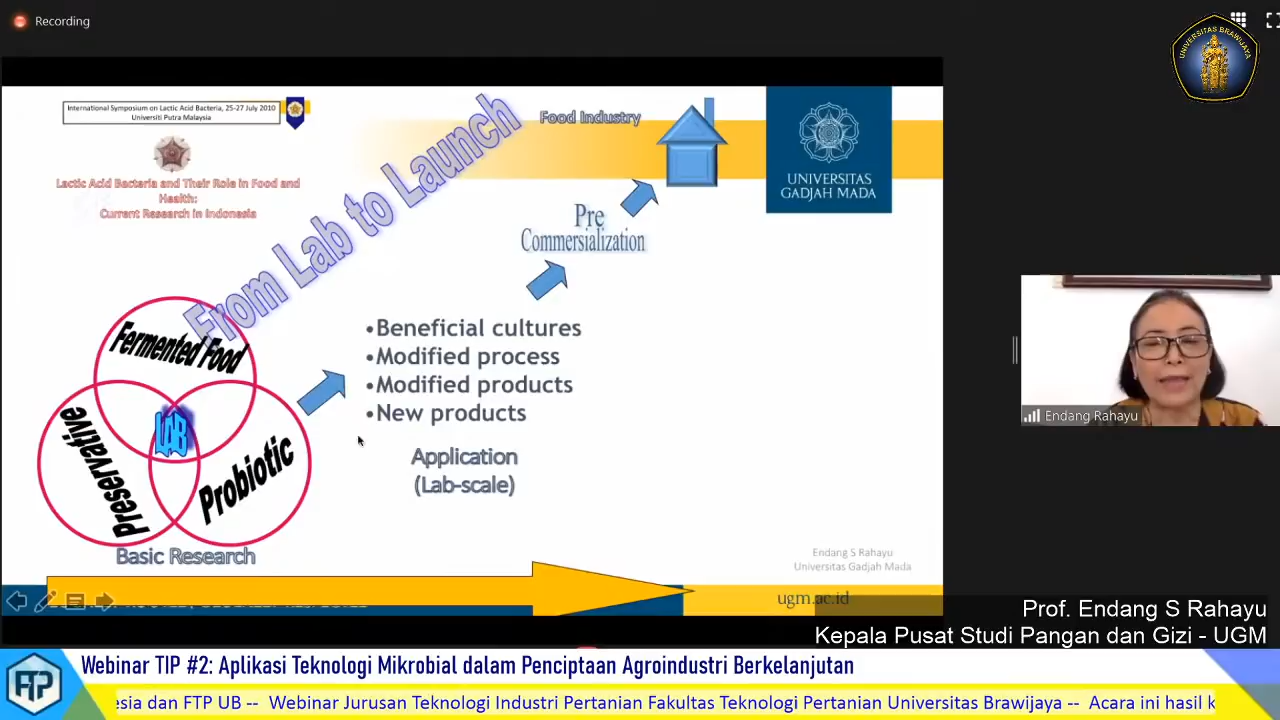 Recording
UNIVERSITAS BRAWIJAYA
International Symposium on Lactic Acid Bacteria, 25-27 July 2010
Universiti Putra Malaysia
Lactic Acid Bacteria and Their Role in Food and
Health:
Current Research in Indonesia
From Lab to Launch
Food Industry
UNIVERSITAS
GADJAH MADA
Pre
Commersialization
•Beneficial cultures
•Modified process
•Modified products
•New products
Application
(Lab-scale)
Fermented Food
LAB
Preservative
Probiotic
Basic Research
Endang Rahayu
Endang S Rahayu
Universitas Gadjah Mada
ugm.ac.id
Prof. Endang S Rahayu
Kepala Pusat Studi Pangan dan Gizi - UGM
FTP
Webinar TIP #2: Aplikasi Teknologi Mikrobial dalam Penciptaan Agroindustri Berkelanjutan
esia dan FTP UB -- Webinar Jurusan Teknologi Industri Pertanian Fakultas Teknologi Pertanian Universitas Brawijaya -- Acara ini hasil k